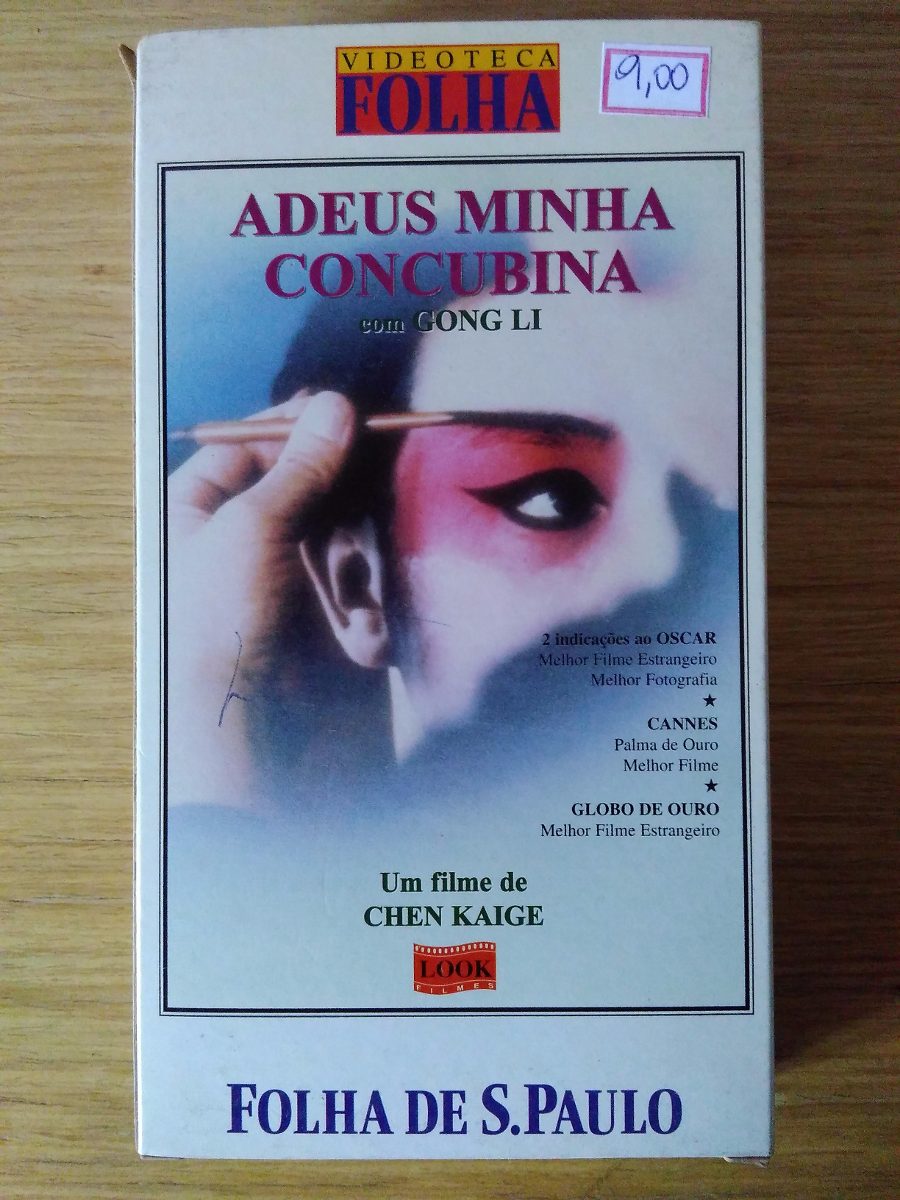 VIDEOTECA
FOLHA
9,00
ADEUS MINHA
CONCUBINA
com GONG LI
2 indicações ao OSCAR
Melhor Filme Estrangeiro
Melhor Fotografia
★
CANNES
Palma de Ouro
Melhor Filme
★
GLOBO DE OURO
Melhor Filme Estrangeiro
Um filme de
CHEN KAIGE
LOOK
FILMES
FOLHA DE S.PAULO